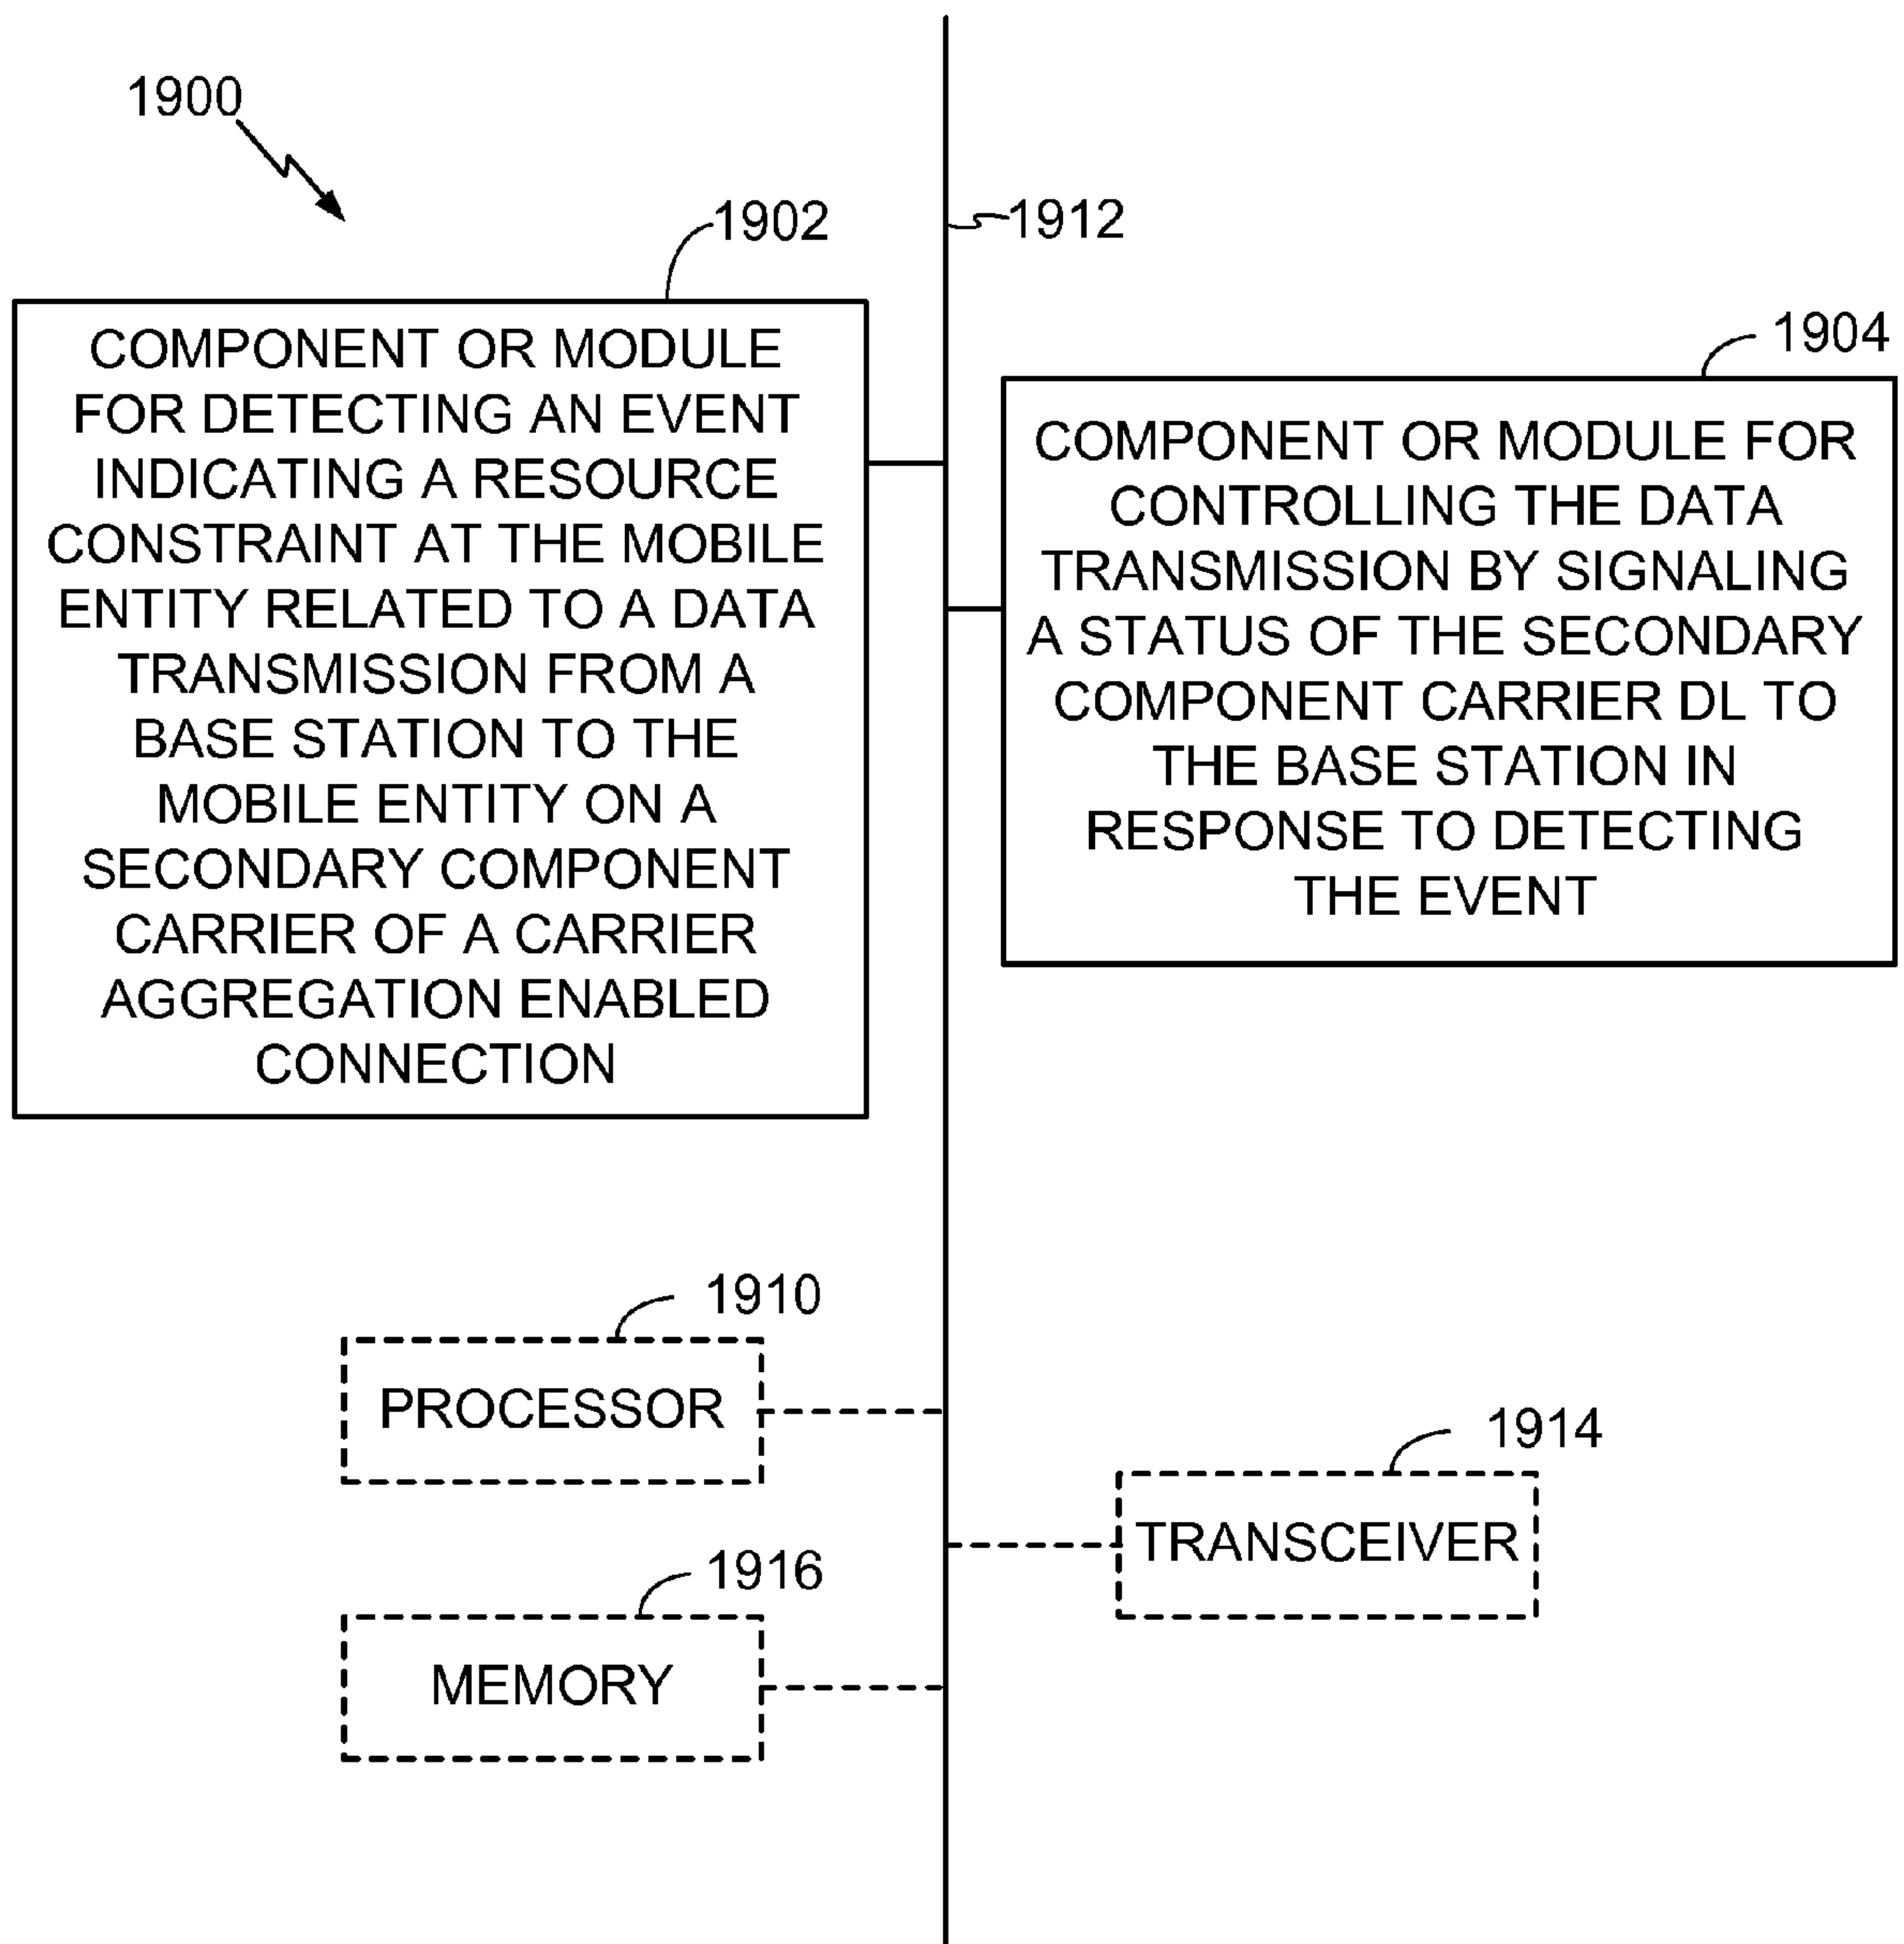 1900
1902
1912
COMPONENT OR MODULE
FOR DETECTING AN EVENT
INDICATING A RESOURCE
CONSTRAINT AT THE MOBILE
ENTITY RELATED TO A DATA
TRANSMISSION FROM A
BASE STATION TO THE
MOBILE ENTITY ON A
SECONDARY COMPONENT
CARRIER OF A CARRIER
AGGREGATION ENABLED
CONNECTION
1904
COMPONENT OR MODULE FOR
CONTROLLING THE DATA
TRANSMISSION BY SIGNALING
A STATUS OF THE SECONDARY
COMPONENT CARRIER DL TO
THE BASE STATION IN
RESPONSE TO DETECTING
THE EVENT
1910
PROCESSOR
1914
TRANSCEIVER
1916
MEMORY